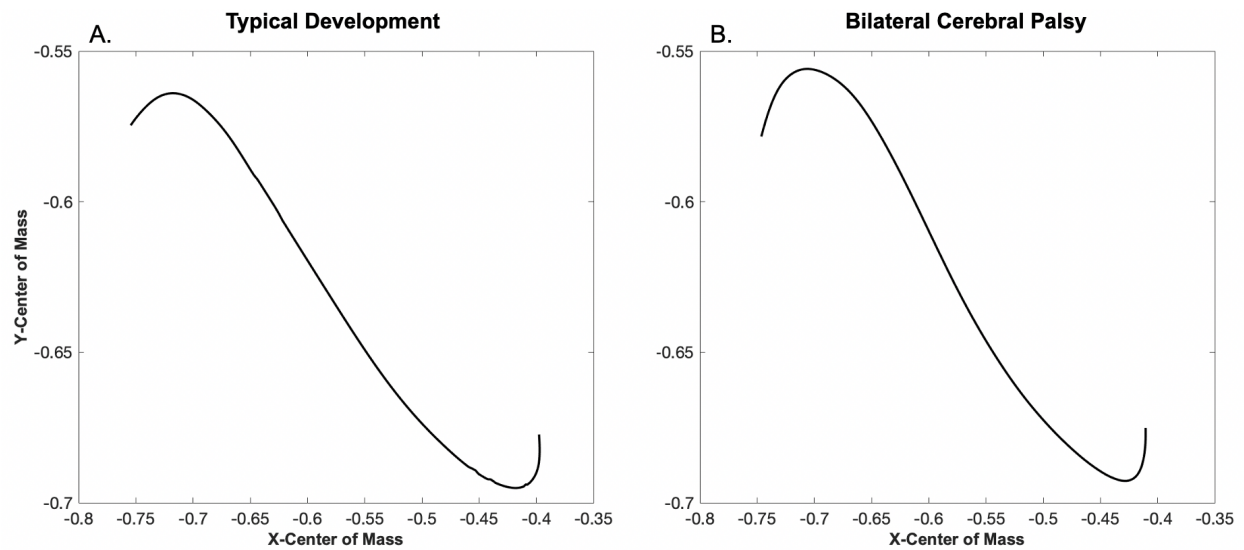 Typical Development
A.
-0.55
-0.6
-0.65
-0.7
Y-Center of Mass
-0.8 -0.75 -0.7 -0.65 -0.6 -0.55 -0.5 -0.45 -0.4 -0.35
X-Center of Mass
Bilateral Cerebral Palsy
B.
-0.55
-0.6
-0.65
-0.7
-0.8 -0.75 -0.7 -0.65 -0.6 -0.55 -0.5 -0.45 -0.4 -0.35
X-Center of Mass